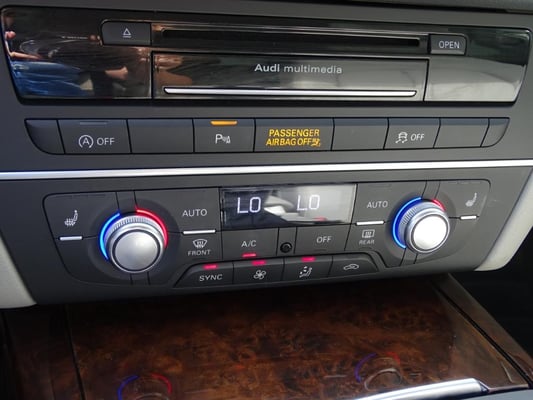 OPEN
Audi multimedia
A OFF
P
PASSENGER
AIRBAG OFF
OFF
AUTO
LO LO
AUTO
FRONT
A/C
OFF
REAR
SYNC